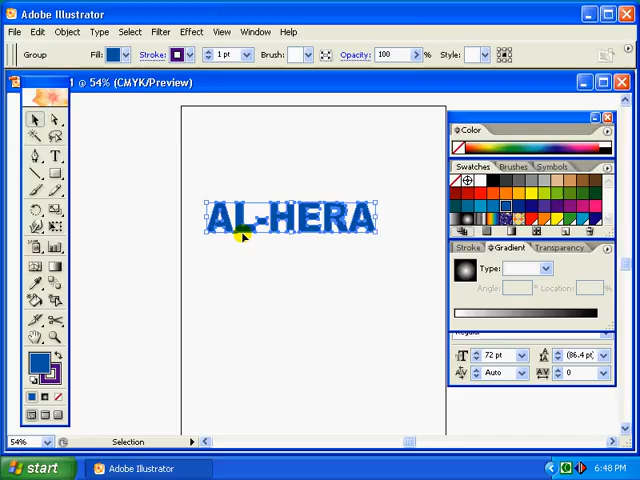 Adobe Illustrator
File Edit Object Type Select Filter Effect View Window Help
Group Fill: Stroke: 1 pt Brush: Opacity: 100 % Style:
1 @ 54% (CMYK/Preview)
Color
Swatches Brushes Symbols
AL-HERA
Stroke Gradient Transparency
Type:
Angle: ° Location: %
Regular
72 pt (86.4 pt)
Auto 0
54% Selection
start Adobe Illustrator 6:48 PM